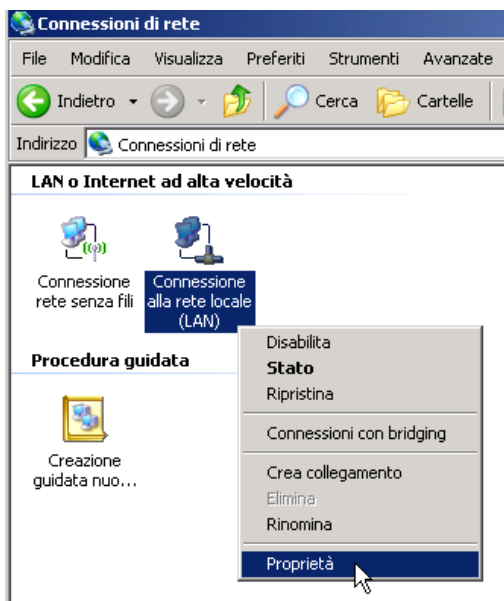 Connessioni di rete
File Modifica Visualizza Preferiti Strumenti Avanzate
Indietro Cerca Cartelle
Indirizzo Connessioni di rete
LAN o Internet ad alta velocità
Connessione
rete senza fili
Connessione
alla rete locale
(LAN)
Procedura guidata
Creazione
guidata nuo...
Disabilita
Stato
Ripristina
Connessioni con bridging
Crea collegamento
Elimina
Rinomina
Proprietà